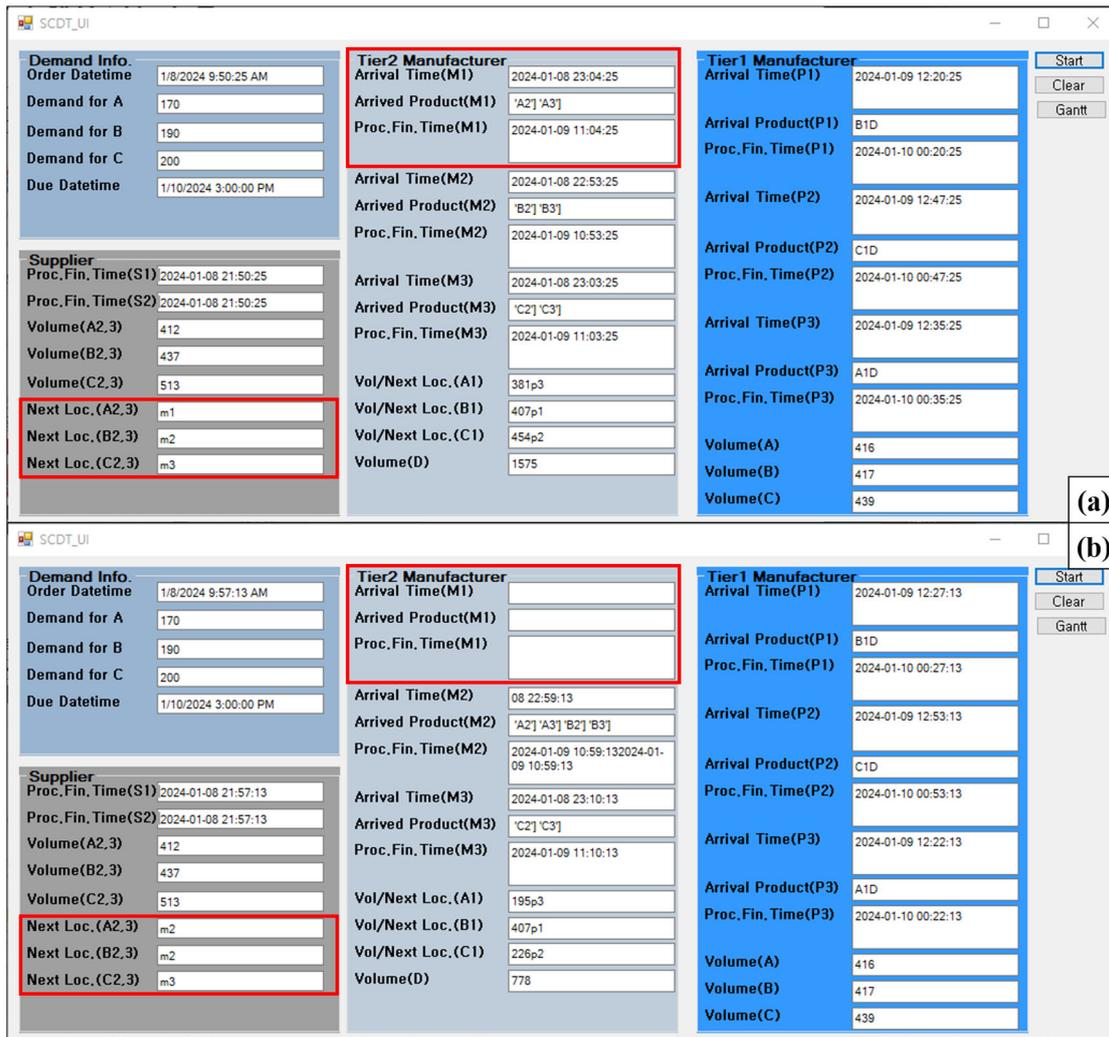 SCDT_UI
Demand Info.
Order Datetime 1/8/2024 9:50:25 AM
Demand for A 170
Demand for B 190
Demand for C 200
Due Datetime 1/10/2024 3:00:00 PM
Supplier
Proc.Fin.Time(S1) 2024-01-08 21:50:25
Proc.Fin.Time(S2) 2024-01-08 21:50:25
Volume(A2,3) 412
Volume(B2,3) 437
Volume(C2,3) 513
Next Loc.(A2,3) m1
Next Loc.(B2,3) m2
Next Loc.(C2,3) m3
Tier2 Manufacturer
Arrival Time(M1) 2024-01-08 23:04:25
Arrived Product(M1) 'A2'] 'A3']
Proc.Fin.Time(M1) 2024-01-09 11:04:25
Arrival Time(M2) 2024-01-08 22:53:25
Arrived Product(M2) 'B2'] 'B3']
Proc.Fin.Time(M2) 2024-01-09 10:53:25
Arrival Time(M3) 2024-01-08 23:03:25
Arrived Product(M3) 'C2'] 'C3']
Proc.Fin.Time(M3) 2024-01-09 11:03:25
Vol/Next Loc.(A1) 381p3
Vol/Next Loc.(B1) 407p1
Vol/Next Loc.(C1) 454p2
Volume(D) 1575
Tier1 Manufacturer
Arrival Time(P1) 2024-01-09 12:20:25
Arrival Product(P1) B1D
Proc.Fin.Time(P1) 2024-01-10 00:20:25
Arrival Time(P2) 2024-01-09 12:47:25
Arrival Product(P2) C1D
Proc.Fin.Time(P2) 2024-01-10 00:47:25
Arrival Time(P3) 2024-01-09 12:35:25
Arrival Product(P3) A1D
Proc.Fin.Time(P3) 2024-01-10 00:35:25
Volume(A) 416
Volume(B) 417
Volume(C) 439
Start
Clear
Gantt
(a)
SCDT_UI
(b)
Demand Info.
Order Datetime 1/8/2024 9:57:13 AM
Demand for A 170
Demand for B 190
Demand for C 200
Due Datetime 1/10/2024 3:00:00 PM
Supplier
Proc.Fin.Time(S1) 2024-01-08 21:57:13
Proc.Fin.Time(S2) 2024-01-08 21:57:13
Volume(A2,3) 412
Volume(B2,3) 437
Volume(C2,3) 513
Next Loc.(A2,3) m2
Next Loc.(B2,3) m2
Next Loc.(C2,3) m3
Tier2 Manufacturer
Arrival Time(M1)
Arrived Product(M1)
Proc.Fin.Time(M1)
Arrival Time(M2) 08 22:59:13
Arrived Product(M2) 'A2'] 'A3'] 'B2'] 'B3']
Proc.Fin.Time(M2) 2024-01-09 10:59:132024-01-
09 10:59:13
Arrival Time(M3) 2024-01-08 23:10:13
Arrived Product(M3) 'C2'] 'C3']
Proc.Fin.Time(M3) 2024-01-09 11:10:13
Vol/Next Loc.(A1) 195p3
Vol/Next Loc.(B1) 407p1
Vol/Next Loc.(C1) 226p2
Volume(D) 778
Tier1 Manufacturer
Arrival Time(P1) 2024-01-09 12:27:13
Arrival Product(P1) B1D
Proc.Fin.Time(P1) 2024-01-10 00:27:13
Arrival Time(P2) 2024-01-09 12:53:13
Arrival Product(P2) C1D
Proc.Fin.Time(P2) 2024-01-10 00:53:13
Arrival Time(P3) 2024-01-09 12:22:13
Arrival Product(P3) A1D
Proc.Fin.Time(P3) 2024-01-10 00:22:13
Volume(A) 416
Volume(B) 417
Volume(C) 439
Start
Clear
Gantt